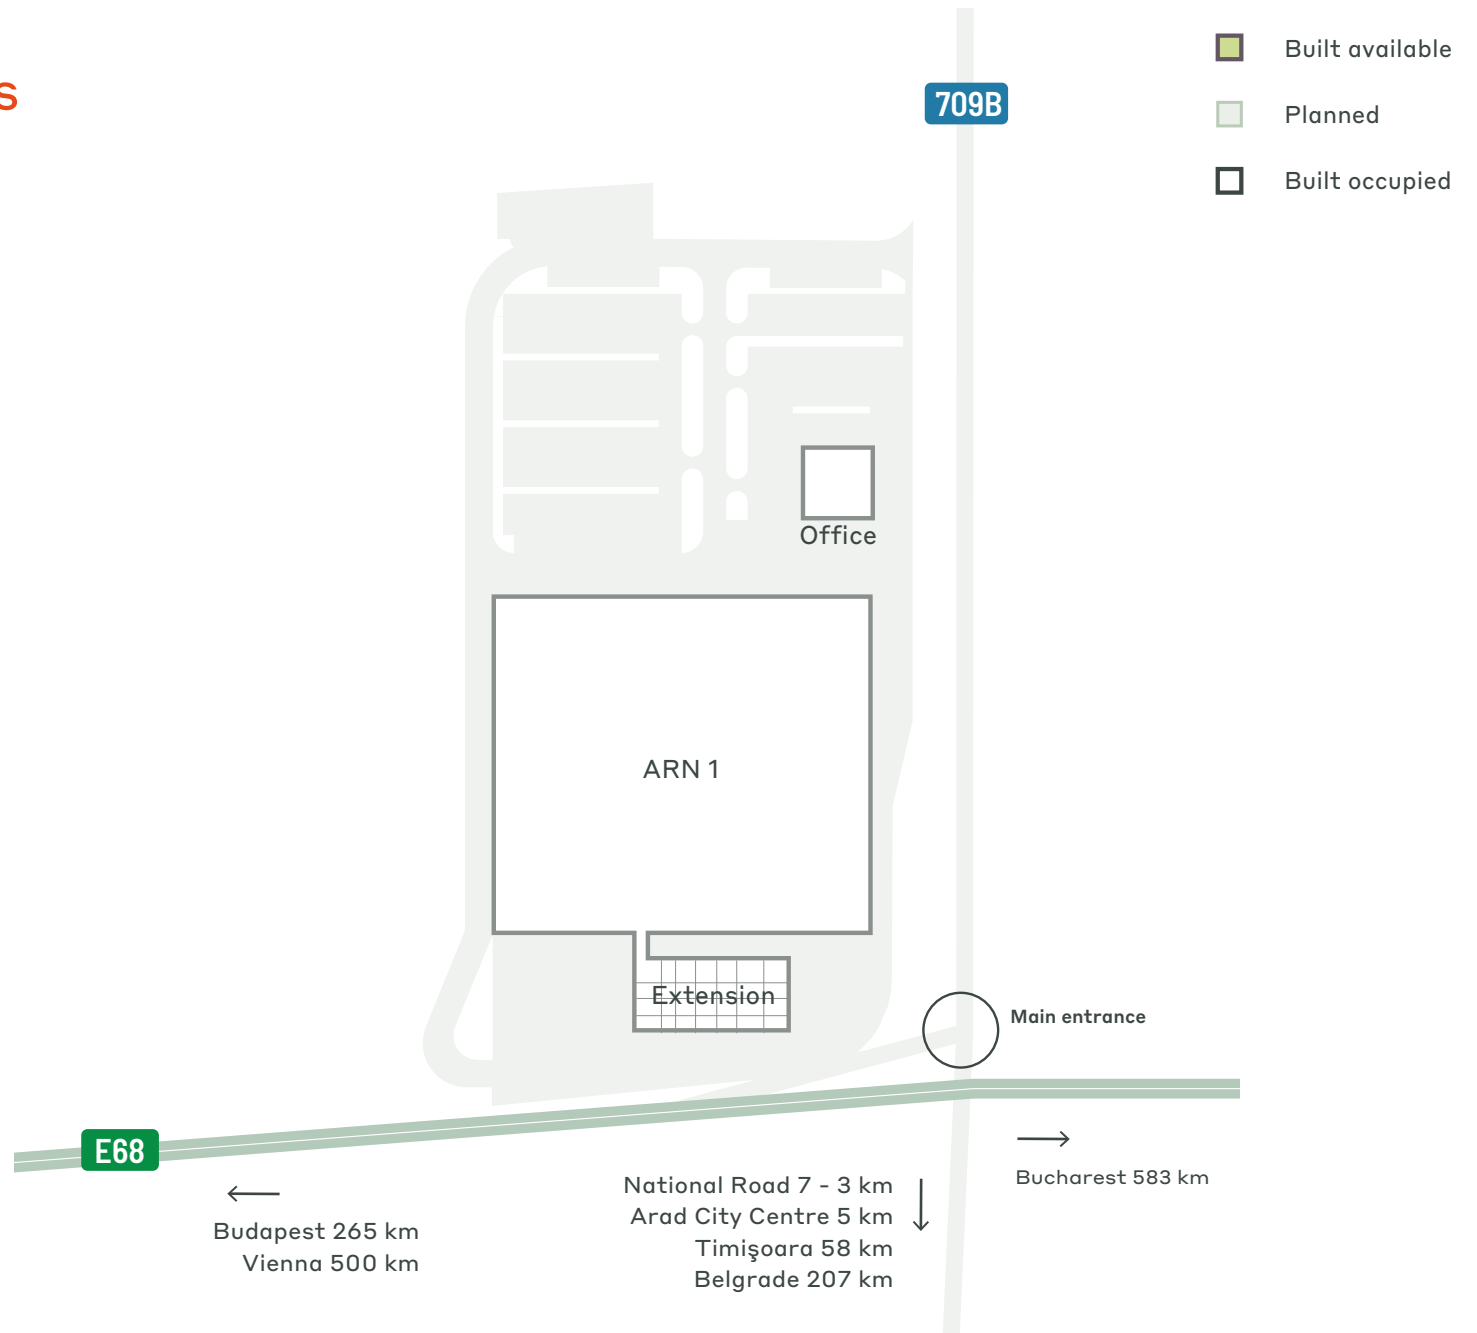 s
Built available
709B
Planned
Built occupied
Office
ARN 1
Extension
Main entrance
E68
Bucharest 583 km
National Road 7 - 3 km
Arad City Centre 5 km
Timişoara 58 km
Belgrade 207 km
Budapest 265 km
Vienna 500 km